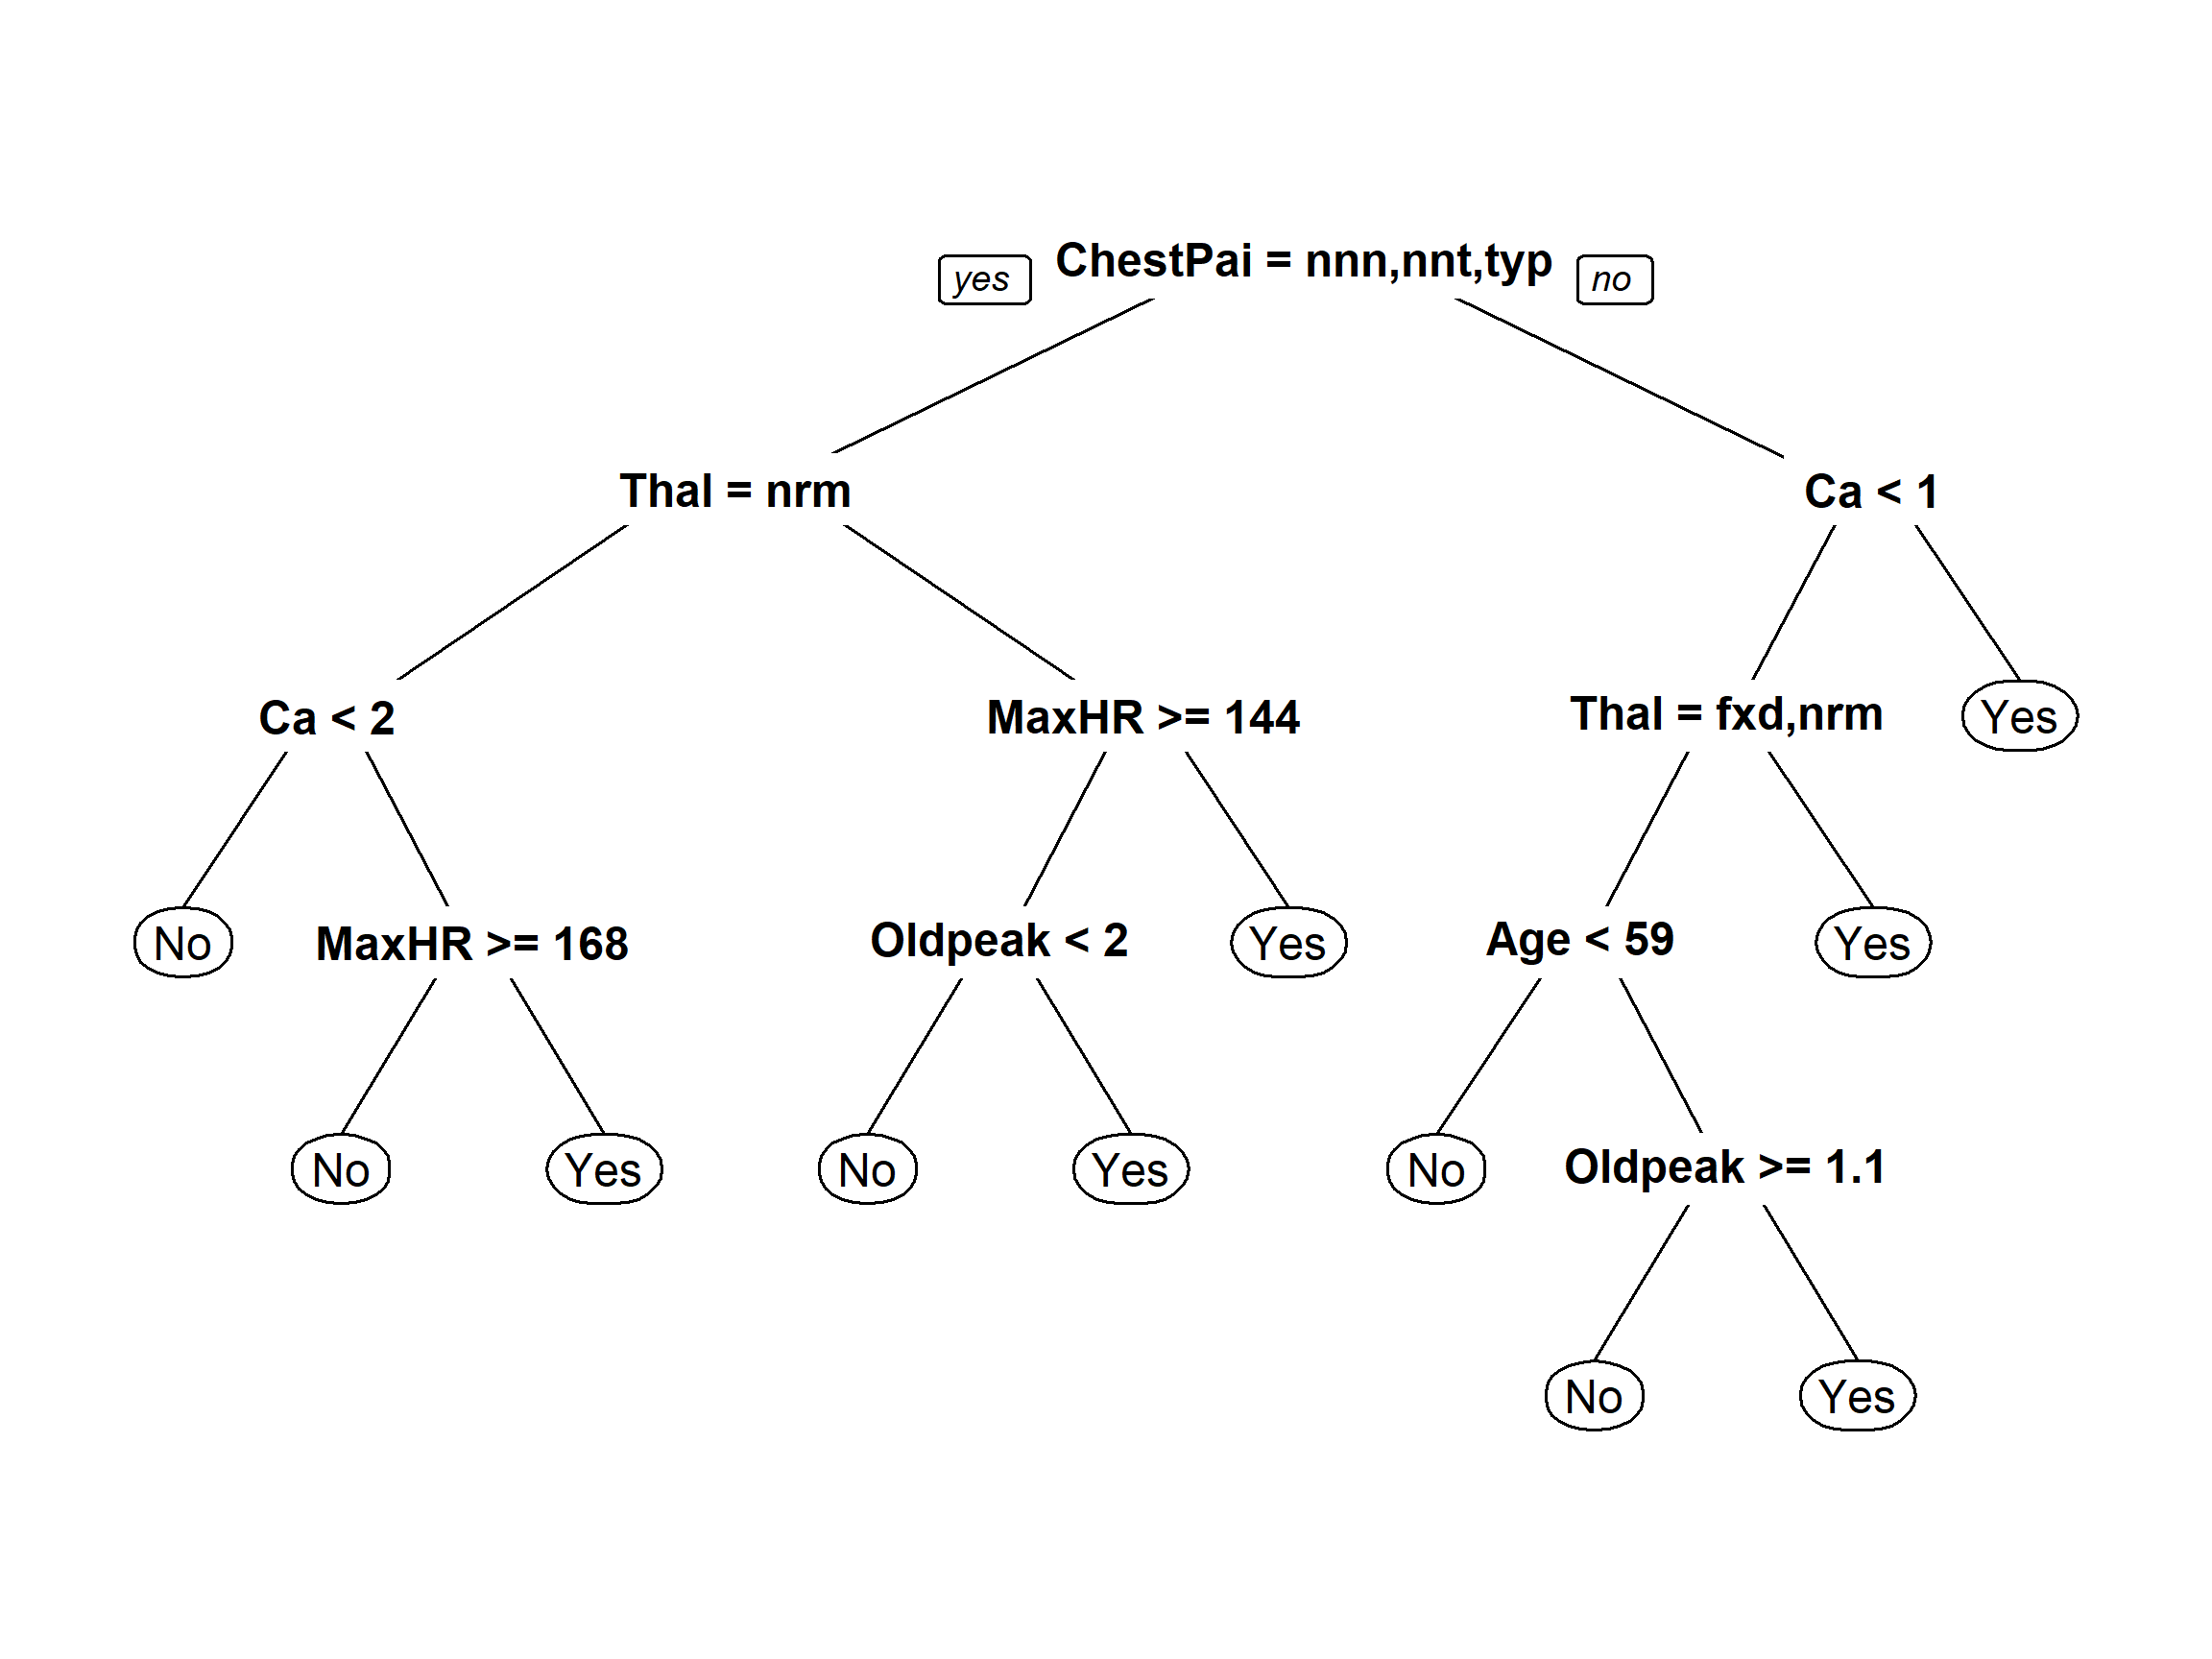 yes ChestPai = nnn,nnt,typ no
Thal = nrm Ca < 1
Ca < 2 MaxHR >= 144 Thal = fxd,nrm Yes
No MaxHR >= 168 Oldpeak < 2 Yes Age < 59 Yes
No Yes No Yes No Oldpeak >= 1.1
No Yes